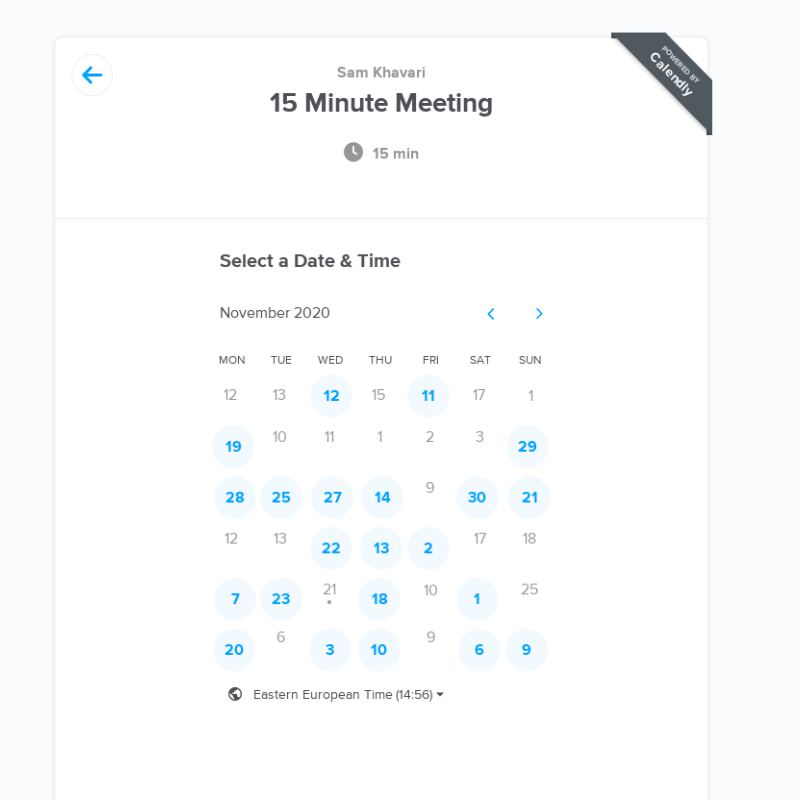 POWERED BY
Calendly
Sam Khavari
15 Minute Meeting
15 min
Select a Date & Time
November 2020
MON TUE WED THU FRI SAT SUN
12 13 12 15 11 17 1
19 10 11 1 2 3 29
28 25 27 14 9 30 21
12 13 22 13 2 17 18
7 23 21 18 10 1 25
20 6 3 10 9 6 9
Eastern European Time (14:56)